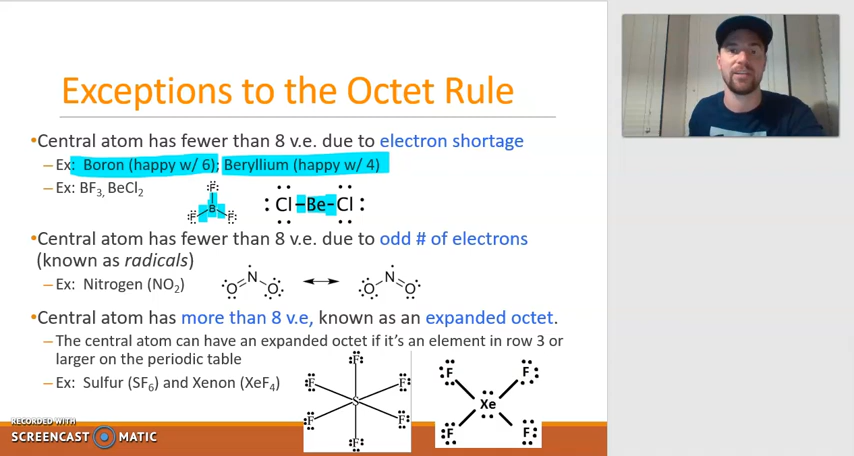 Exceptions to the Octet Rule
•Central atom has fewer than 8 v.e. due to electron shortage
–Ex: Boron (happy w/ 6); Beryllium (happy w/ 4)
–Ex: BF₃, BeCl₂
F
B
F F
Cl–Be–Cl
•Central atom has fewer than 8 v.e. due to odd # of electrons
(known as radicals)
–Ex: Nitrogen (NO₂)
N
O O
N
O O
•Central atom has more than 8 v.e, known as an expanded octet.
–The central atom can have an expanded octet if it's an element in row 3 or
larger on the periodic table
–Ex: Sulfur (SF₆) and Xenon (XeF₄)
F
F F
S
F F
F
F F
Xe
F F
RECORDED WITH
SCREENCAST MATIC